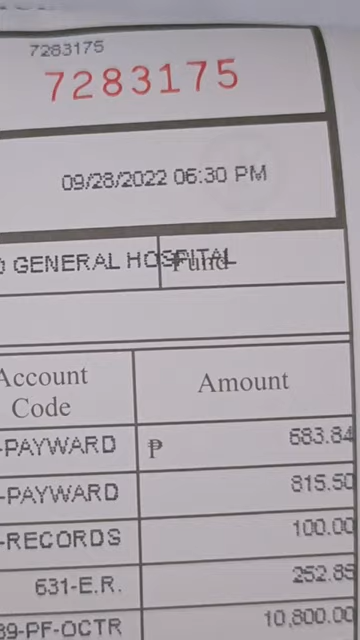 7283175
7283175
09/28/2022 06:30 PM
GENERAL HOSPITAL Fund
Account Code Amount
-PAYWARD ₱ 683.84
-PAYWARD 815.50
-RECORDS 100.00
631-E.R. 252.85
39-PF-OCTR 10,800.00